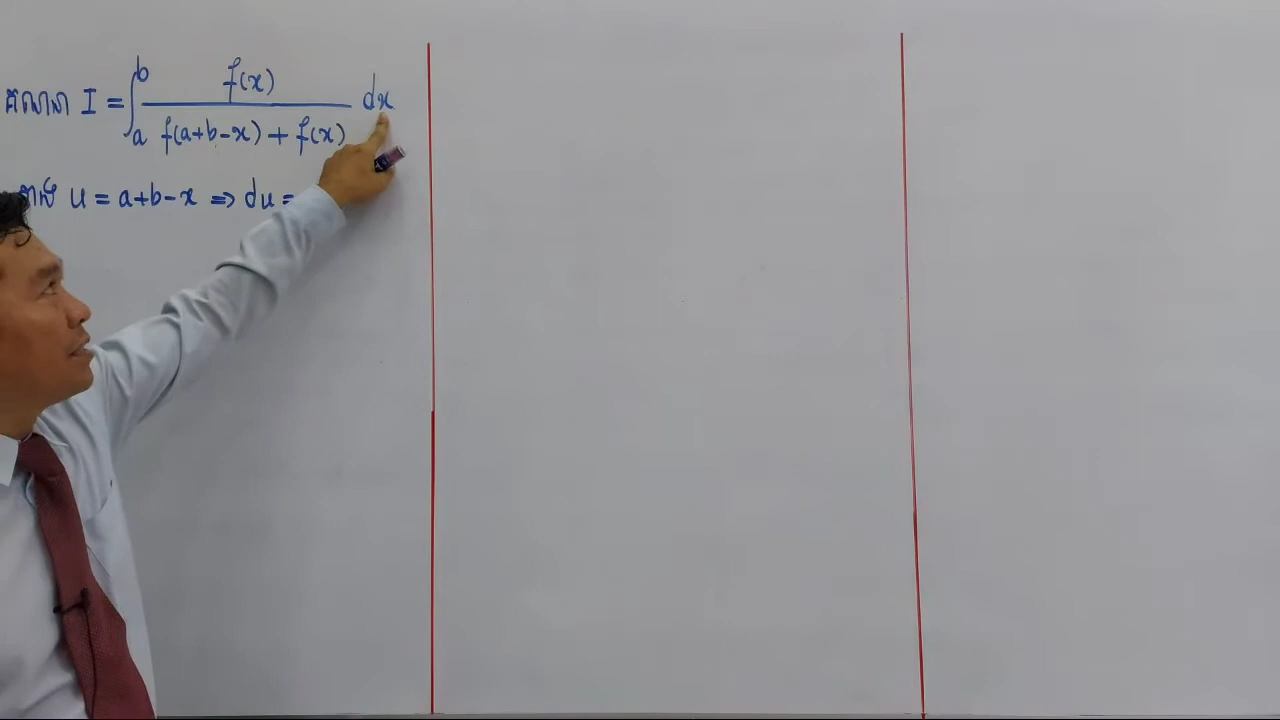 គណនា I = ∫_a^b f(x) / (f(a+b-x) + f(x)) dx
តាង u = a+b-x ⇒ du =